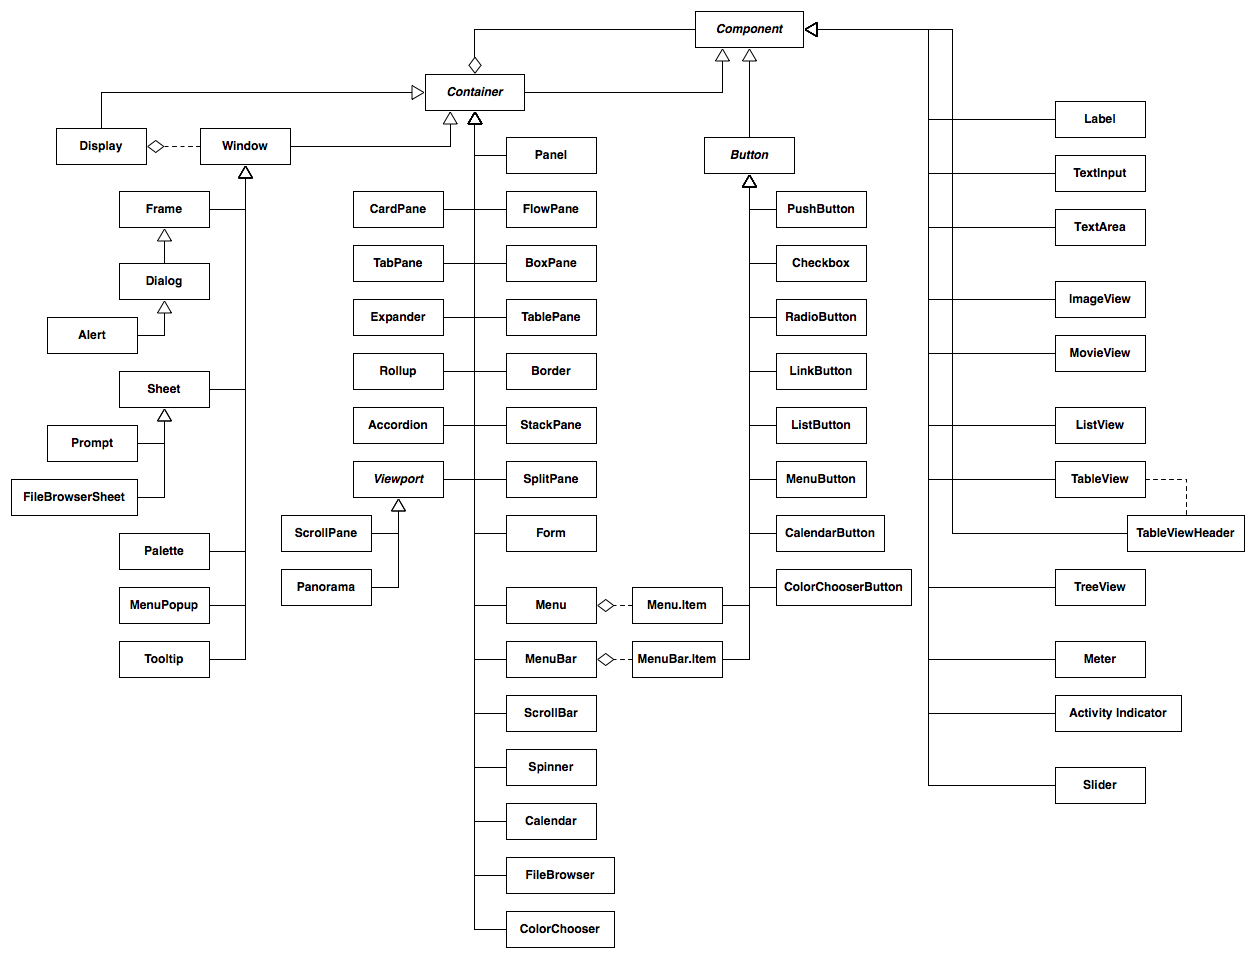 Component
Container
Label
Display
Window
Panel
Button
TextInput
Frame
CardPane
FlowPane
PushButton
TextArea
Dialog
TabPane
BoxPane
Checkbox
ImageView
Alert
Expander
TablePane
RadioButton
MovieView
Sheet
Rollup
Border
LinkButton
Prompt
Accordion
StackPane
ListButton
ListView
FileBrowserSheet
Viewport
SplitPane
MenuButton
TableView
Palette
ScrollPane
Form
CalendarButton
TableViewHeader
MenuPopup
Panorama
Menu
Menu.Item
ColorChooserButton
TreeView
Tooltip
MenuBar
MenuBar.Item
Meter
ScrollBar
Activity Indicator
Spinner
Slider
Calendar
FileBrowser
ColorChooser